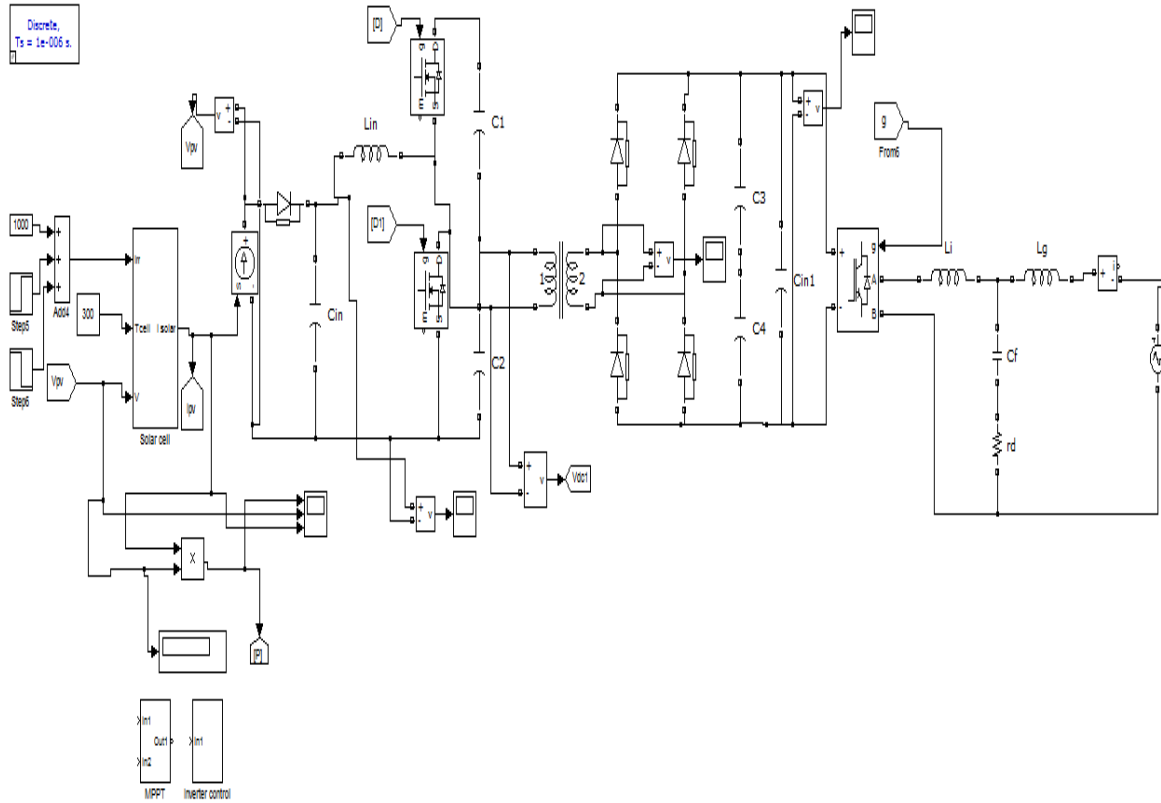 Discrete,
Ts = 1e-006 s.
[D]
g
D
m
S
C1
Lin
v
+
-
Vpv
[D1]
g
D
m
S
1
2
C2
Cin
1000
+
+
+
Add4
Step5
Step6
300
Vpv
Irr
Tcell
I solar
V
Solar cell
Ipv
+
-
s
+
-
v
+
-
v
Vdc1
+
-
v
C3
C4
Cin1
+
-
v
g
From6
+
-
g
A
B
Li
Lg
+
-
i
Cf
rd
X
[P]
In1
In2
Out1
MPPT
In1
Inverter control